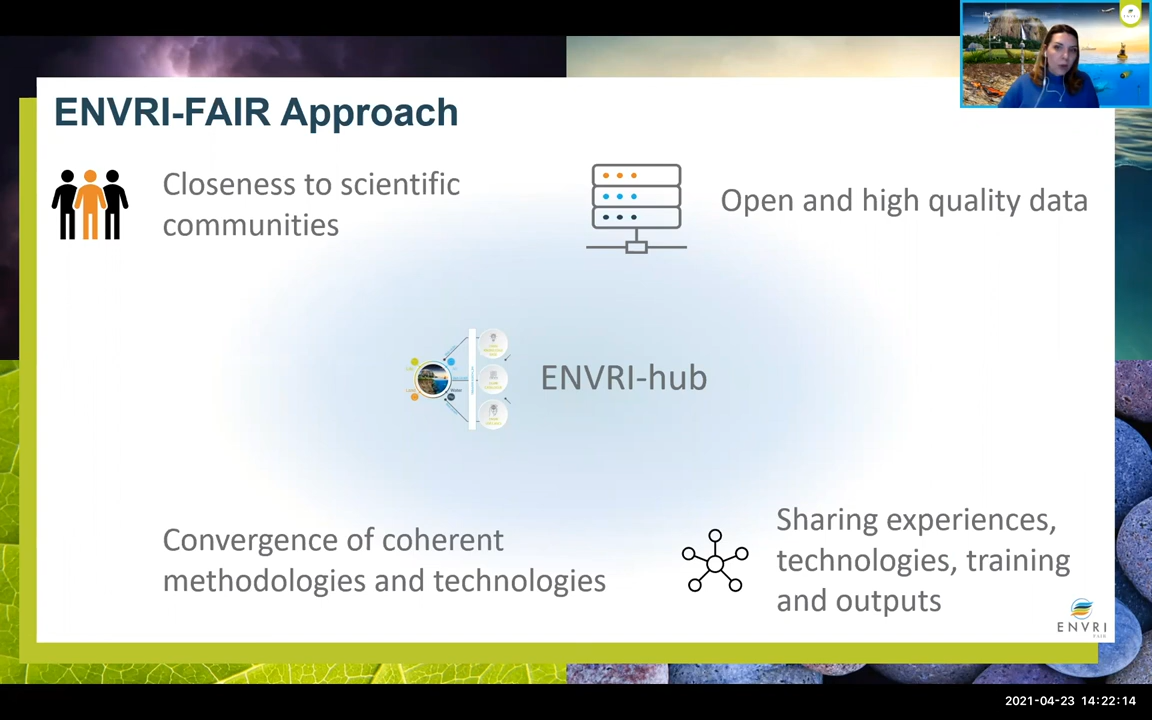 ENVRI-FAIR Approach
Closeness to scientific
communities
Open and high quality data
ENVRI-hub
Convergence of coherent
methodologies and technologies
Sharing experiences,
technologies, training
and outputs
ENVRI
FAIR
2021-04-23 14:22:14